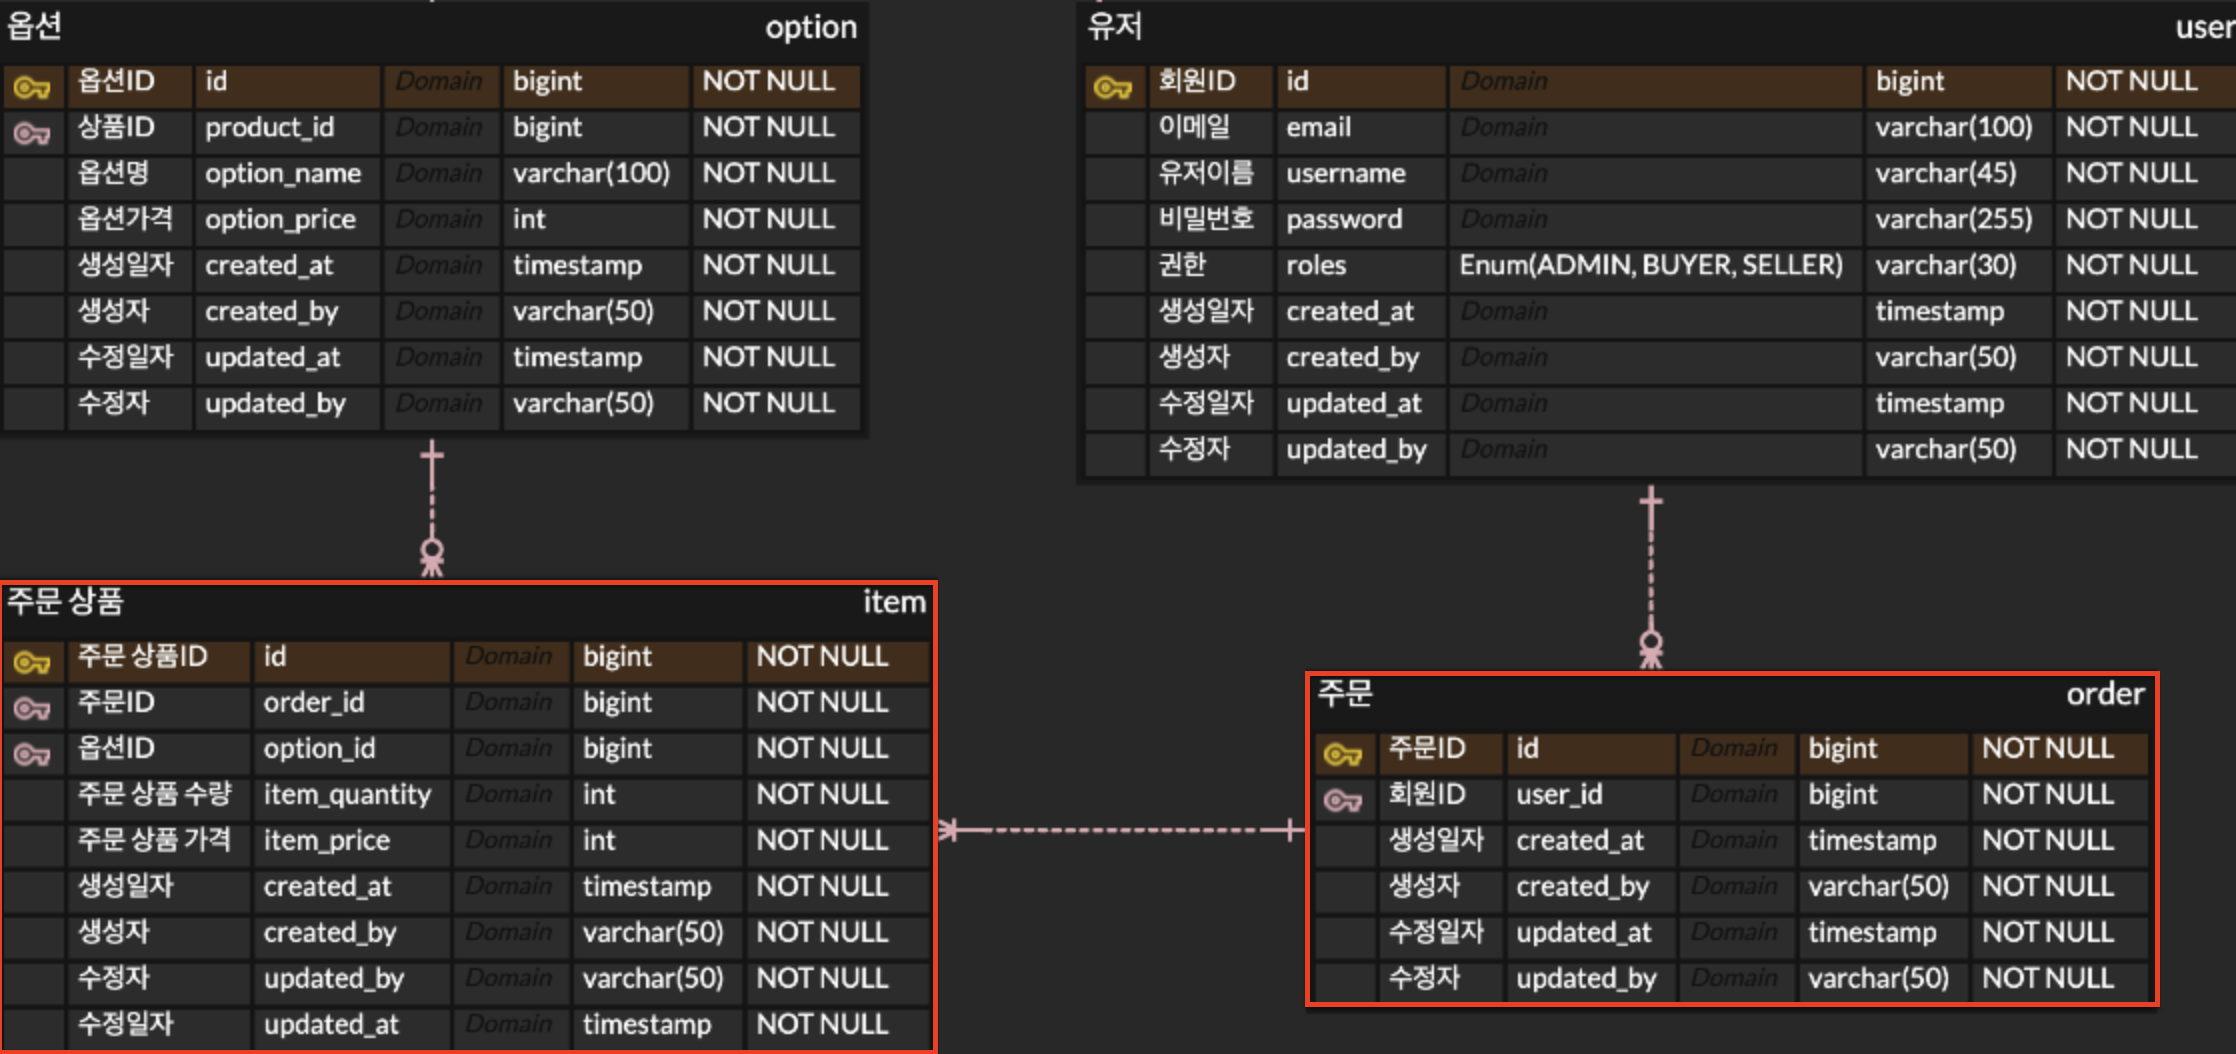 옵션 option
옵션ID id Domain bigint NOT NULL
상품ID product_id Domain bigint NOT NULL
옵션명 option_name Domain varchar(100) NOT NULL
옵션가격 option_price Domain int NOT NULL
생성일자 created_at Domain timestamp NOT NULL
생성자 created_by Domain varchar(50) NOT NULL
수정일자 updated_at Domain timestamp NOT NULL
수정자 updated_by Domain varchar(50) NOT NULL
유저 user
회원ID id Domain bigint NOT NULL
이메일 email Domain varchar(100) NOT NULL
유저이름 username Domain varchar(45) NOT NULL
비밀번호 password Domain varchar(255) NOT NULL
권한 roles Enum(ADMIN, BUYER, SELLER) varchar(30) NOT NULL
생성일자 created_at Domain timestamp NOT NULL
생성자 created_by Domain varchar(50) NOT NULL
수정일자 updated_at Domain timestamp NOT NULL
수정자 updated_by Domain varchar(50) NOT NULL
주문 상품 item
주문 상품ID id Domain bigint NOT NULL
주문ID order_id Domain bigint NOT NULL
옵션ID option_id Domain bigint NOT NULL
주문 상품 수량 item_quantity Domain int NOT NULL
주문 상품 가격 item_price Domain int NOT NULL
생성일자 created_at Domain timestamp NOT NULL
생성자 created_by Domain varchar(50) NOT NULL
수정자 updated_by Domain varchar(50) NOT NULL
수정일자 updated_at Domain timestamp NOT NULL
주문 order
주문ID id Domain bigint NOT NULL
회원ID user_id Domain bigint NOT NULL
생성일자 created_at Domain timestamp NOT NULL
생성자 created_by Domain varchar(50) NOT NULL
수정일자 updated_at Domain timestamp NOT NULL
수정자 updated_by Domain varchar(50) NOT NULL